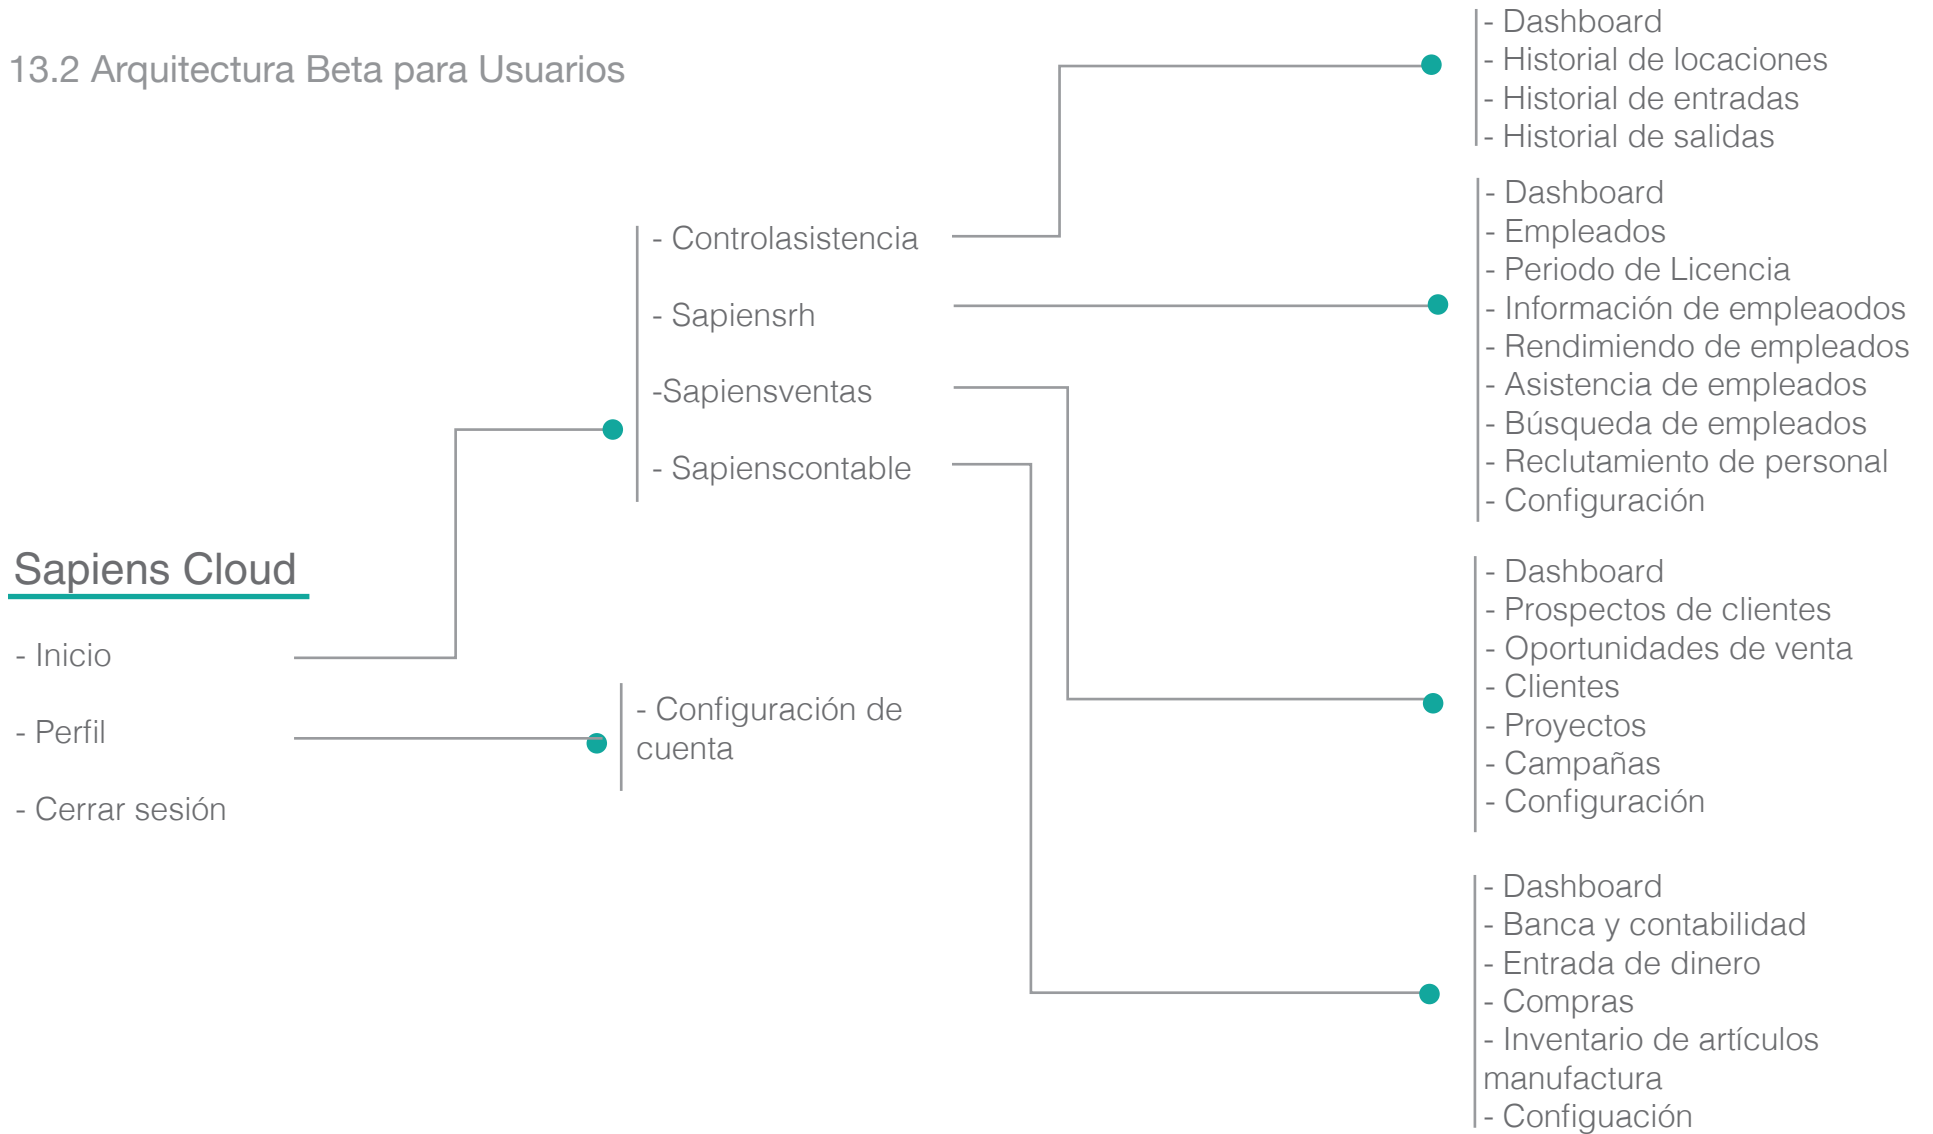 13.2 Arquitectura Beta para Usuarios
Sapiens Cloud
- Inicio
- Perfil
- Cerrar sesión
- Controlasistencia
- Sapiensrh
-Sapiensventas
- Sapienscontable
- Configuración de
cuenta
- Dashboard
- Historial de locaciones
- Historial de entradas
- Historial de salidas
- Dashboard
- Empleados
- Periodo de Licencia
- Información de empleaodos
- Rendimiendo de empleados
- Asistencia de empleados
- Búsqueda de empleados
- Reclutamiento de personal
- Configuración
- Dashboard
- Prospectos de clientes
- Oportunidades de venta
- Clientes
- Proyectos
- Campañas
- Configuración
- Dashboard
- Banca y contabilidad
- Entrada de dinero
- Compras
- Inventario de artículos
manufactura
- Configuación